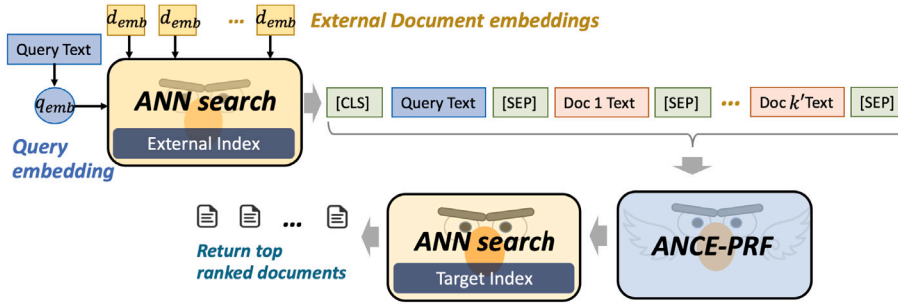 d_emb d_emb ... d_emb External Document embeddings
Query Text
q_emb
ANN search
External Index
Query
embedding
[CLS] Query Text [SEP] Doc 1 Text [SEP] ... Doc k' Text [SEP]
...
Return top
ranked documents
ANN search
Target Index
ANCE-PRF